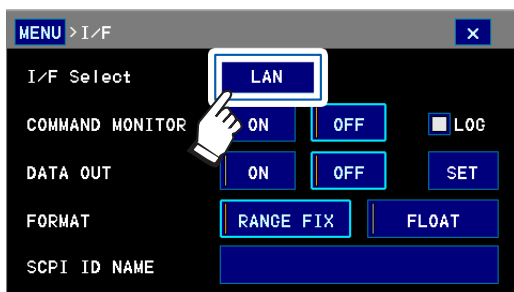 MENU > I/F ×
I/F Select LAN
COMMAND MONITOR ON OFF LOG
DATA OUT ON OFF SET
FORMAT RANGE FIX FLOAT
SCPI ID NAME